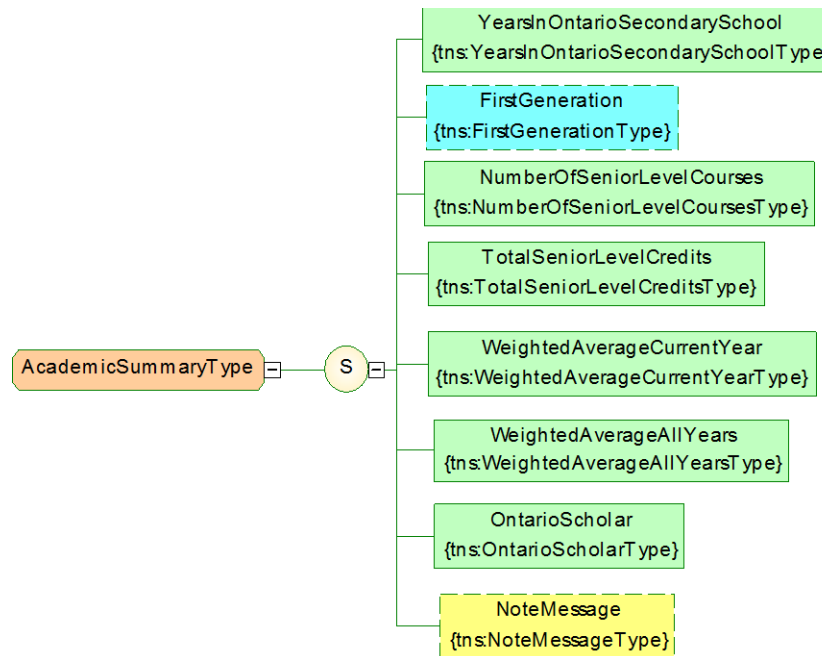 YearsInOntarioSecondarySchool
{tns:YearsInOntarioSecondarySchoolType
FirstGeneration
{tns:FirstGenerationType}
NumberOfSeniorLevelCourses
{tns:NumberOfSeniorLevelCoursesType}
TotalSeniorLevelCredits
{tns:TotalSeniorLevelCreditsType}
AcademicSummaryType
S
WeightedAverageCurrentYear
{tns:WeightedAverageCurrentYearType}
WeightedAverageAllYears
{tns:WeightedAverageAllYearsType}
OntarioScholar
{tns:OntarioScholarType}
NoteMessage
{tns:NoteMessageType}